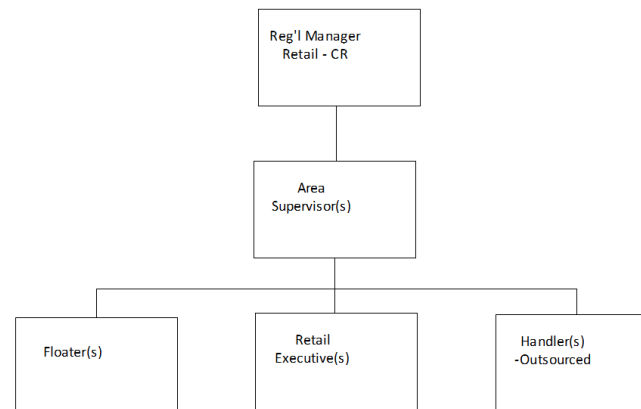 Reg'l Manager
Retail - CR
Area
Supervisor(s)
Floater(s)
Retail
Executive(s)
Handler(s)
-Outsourced